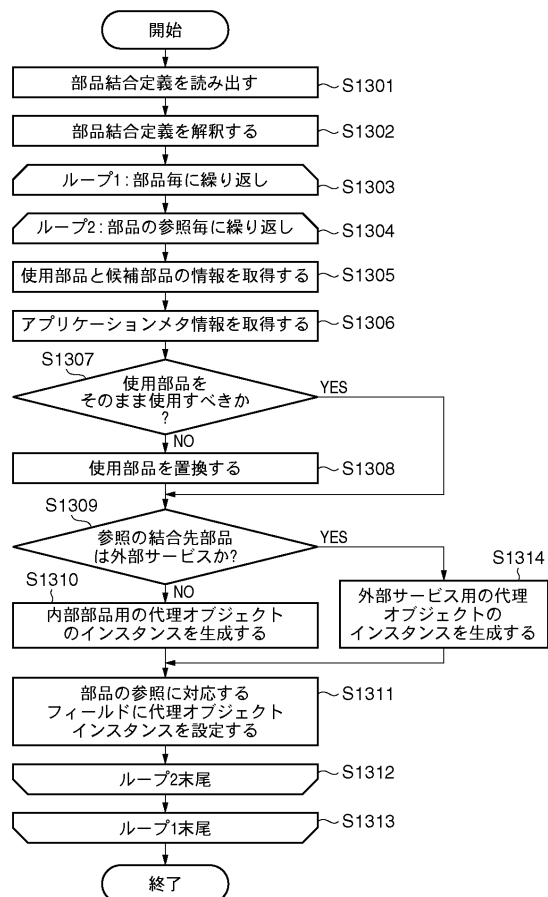 開始
部品結合定義を読み出す
S1301
部品結合定義を解釈する
S1302
ループ1:部品毎に繰り返し
S1303
ループ2:部品の参照毎に繰り返し
S1304
使用部品と候補部品の情報を取得する
S1305
アプリケーションメタ情報を取得する
S1306
S1307
使用部品を
そのまま使用すべきか
?
YES
NO
使用部品を置換する
S1308
S1309
参照の結合先部品
は外部サービスか?
YES
NO
S1310
内部部品用の代理オブジェクト
のインスタンスを生成する
S1314
外部サービス用の代理
オブジェクトの
インスタンスを生成する
部品の参照に対応する
フィールドに代理オブジェクト
インスタンスを設定する
S1311
ループ2末尾
S1312
ループ1末尾
S1313
終了